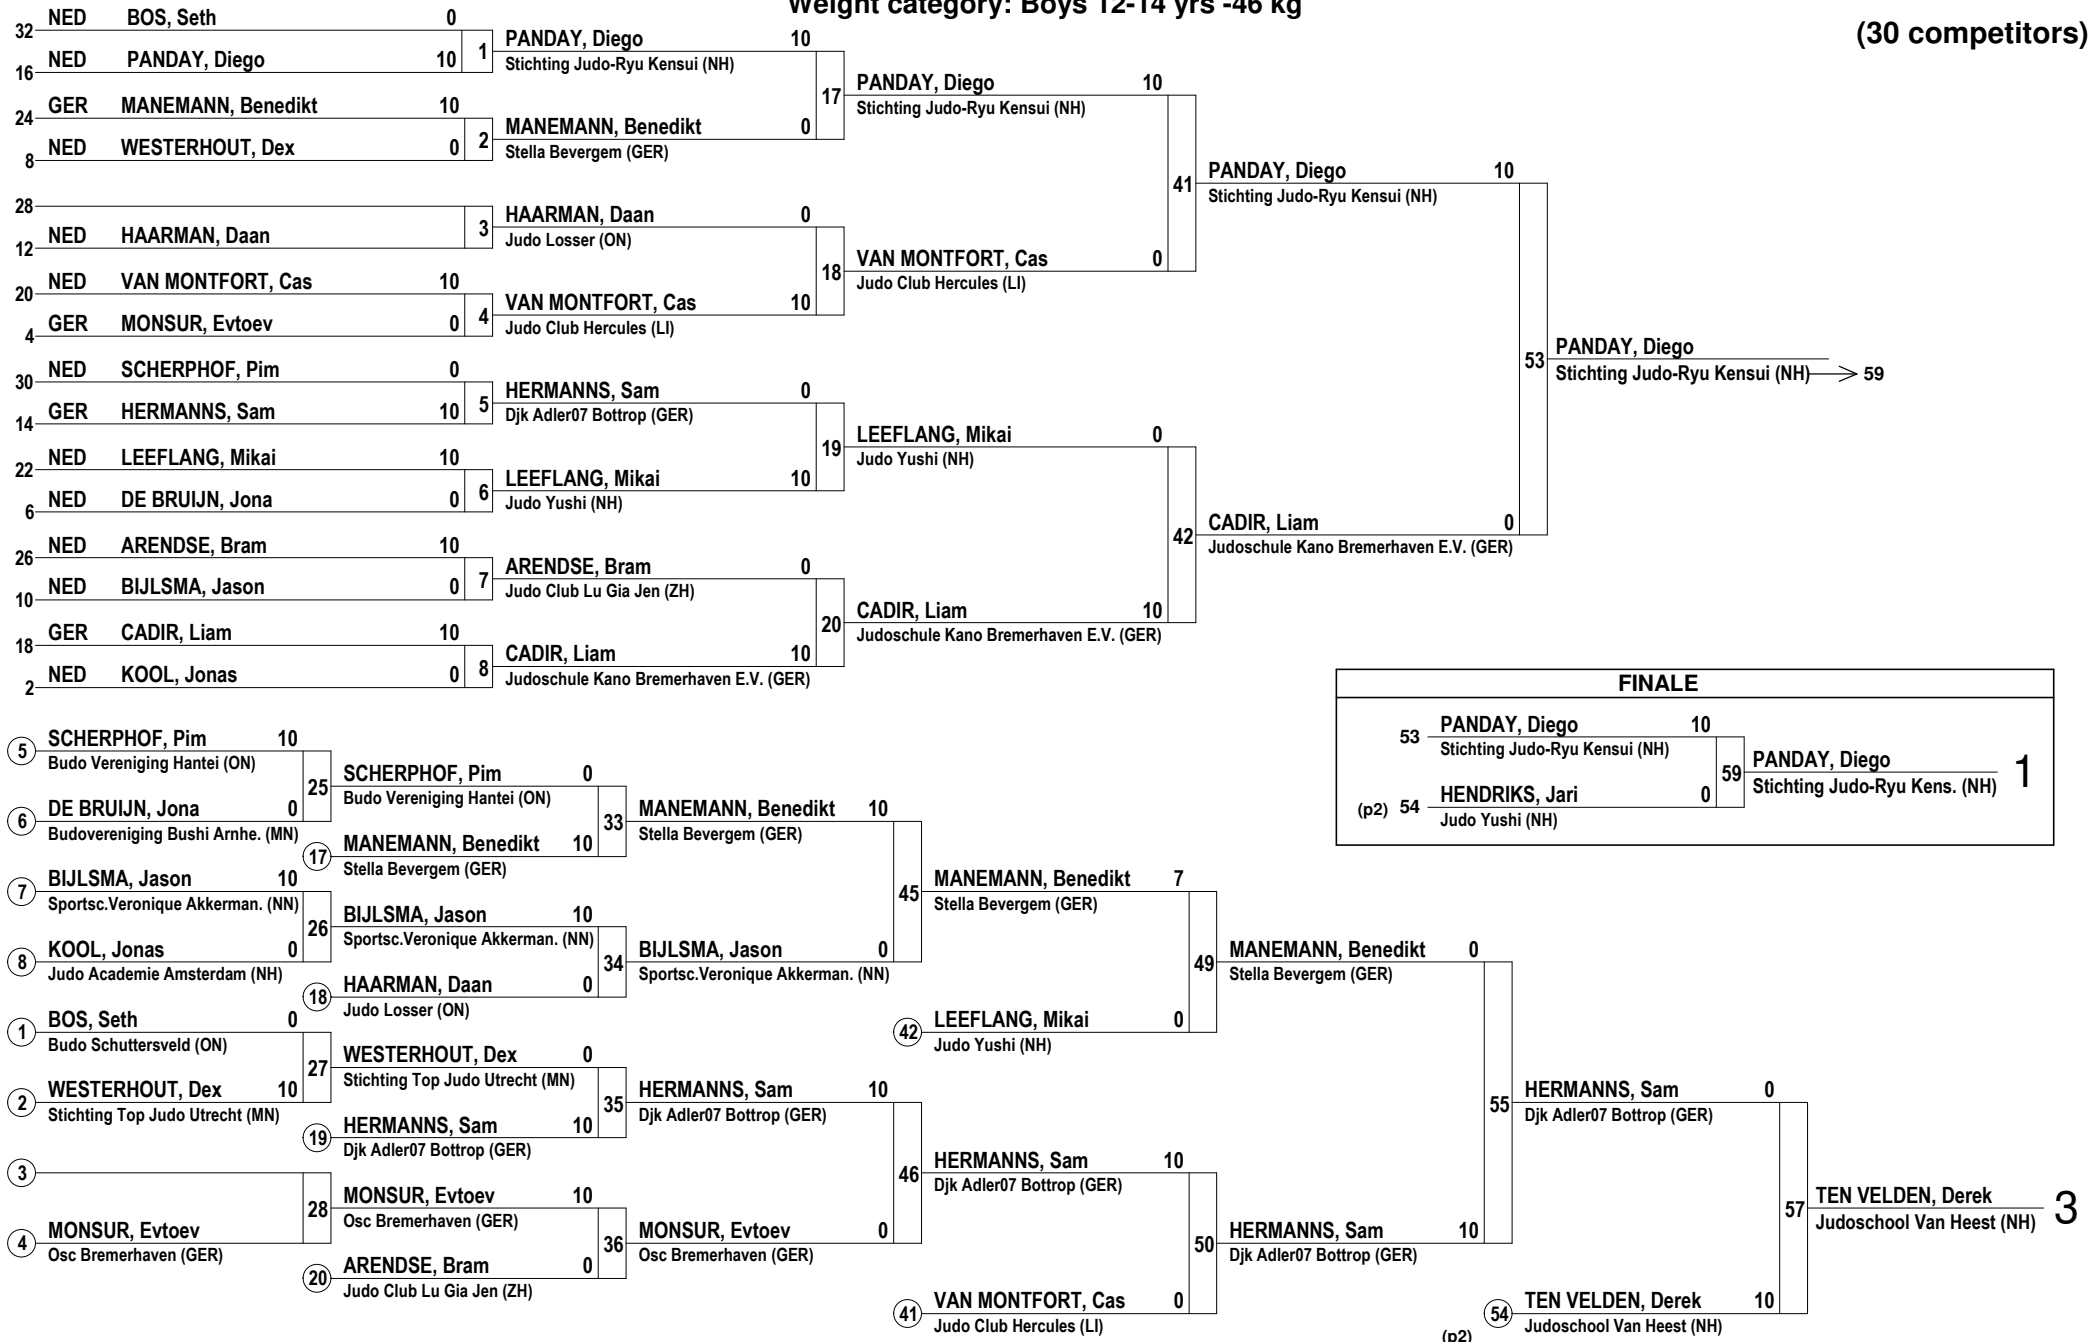 Weight category: Boys 12-14 yrs -46 kg
(30 competitors)
32 NED BOS, Seth 0
16 NED PANDAY, Diego 10
1
24 GER MANEMANN, Benedikt 10
8 NED WESTERHOUT, Dex 0
2
28
12 NED HAARMAN, Daan
3
20 NED VAN MONTFORT, Cas 10
4 GER MONSUR, Evtoev 0
4
30 NED SCHERPHOF, Pim 0
14 GER HERMANNS, Sam 10
5
22 NED LEEFLANG, Mikai 10
6 NED DE BRUIJN, Jona 0
6
26 NED ARENDSE, Bram 10
10 NED BIJLSMA, Jason 0
7
18 GER CADIR, Liam 10
2 NED KOOL, Jonas 0
8
PANDAY, Diego 10
Stichting Judo-Ryu Kensui (NH)
17
MANEMANN, Benedikt 0
Stella Bevergem (GER)
HAARMAN, Daan 0
Judo Losser (ON)
18
VAN MONTFORT, Cas 10
Judo Club Hercules (LI)
HERMANNS, Sam 0
Djk Adler07 Bottrop (GER)
19
LEEFLANG, Mikai 10
Judo Yushi (NH)
ARENDSE, Bram 0
Judo Club Lu Gia Jen (ZH)
20
CADIR, Liam 10
Judoschule Kano Bremerhaven E.V. (GER)
PANDAY, Diego 10
Stichting Judo-Ryu Kensui (NH)
41
VAN MONTFORT, Cas 0
Judo Club Hercules (LI)
LEEFLANG, Mikai 0
Judo Yushi (NH)
42
CADIR, Liam 10
Judoschule Kano Bremerhaven E.V. (GER)
PANDAY, Diego 10
Stichting Judo-Ryu Kensui (NH)
53
CADIR, Liam 0
Judoschule Kano Bremerhaven E.V. (GER)
PANDAY, Diego
Stichting Judo-Ryu Kensui (NH) 59
FINALE
53 PANDAY, Diego 10
Stichting Judo-Ryu Kensui (NH)
59 PANDAY, Diego 1
Stichting Judo-Ryu Kens. (NH)
(p2) 54 HENDRIKS, Jari 0
Judo Yushi (NH)
5 SCHERPHOF, Pim 10
Budo Vereniging Hantei (ON)
25
6 DE BRUIJN, Jona 0
Budovereniging Bushi Arnhe. (MN)
7 BIJLSMA, Jason 10
Sportsc.Veronique Akkerman. (NN)
26
8 KOOL, Jonas 0
Judo Academie Amsterdam (NH)
1 BOS, Seth 0
Budo Schuttersveld (ON)
27
2 WESTERHOUT, Dex 10
Stichting Top Judo Utrecht (MN)
3
28
4 MONSUR, Evtoev
Osc Bremerhaven (GER)
SCHERPHOF, Pim 0
Budo Vereniging Hantei (ON)
33
17 MANEMANN, Benedikt 10
Stella Bevergem (GER)
BIJLSMA, Jason 10
Sportsc.Veronique Akkerman. (NN)
34
18 HAARMAN, Daan 0
Judo Losser (ON)
WESTERHOUT, Dex 0
Stichting Top Judo Utrecht (MN)
35
19 HERMANNS, Sam 10
Djk Adler07 Bottrop (GER)
MONSUR, Evtoev 10
Osc Bremerhaven (GER)
36
20 ARENDSE, Bram 0
Judo Club Lu Gia Jen (ZH)
MANEMANN, Benedikt 10
Stella Bevergem (GER)
45
BIJLSMA, Jason 0
Sportsc.Veronique Akkerman. (NN)
HERMANNS, Sam 10
Djk Adler07 Bottrop (GER)
46
MONSUR, Evtoev 0
Osc Bremerhaven (GER)
MANEMANN, Benedikt 7
Stella Bevergem (GER)
49
42 LEEFLANG, Mikai 0
Judo Yushi (NH)
HERMANNS, Sam 10
Djk Adler07 Bottrop (GER)
50
41 VAN MONTFORT, Cas 0
Judo Club Hercules (LI)
MANEMANN, Benedikt 0
Stella Bevergem (GER)
55
HERMANNS, Sam 10
Djk Adler07 Bottrop (GER)
HERMANNS, Sam 0
Djk Adler07 Bottrop (GER)
57
54 TEN VELDEN, Derek 10
(p2) Judoschool Van Heest (NH)
TEN VELDEN, Derek 3
Judoschool Van Heest (NH)